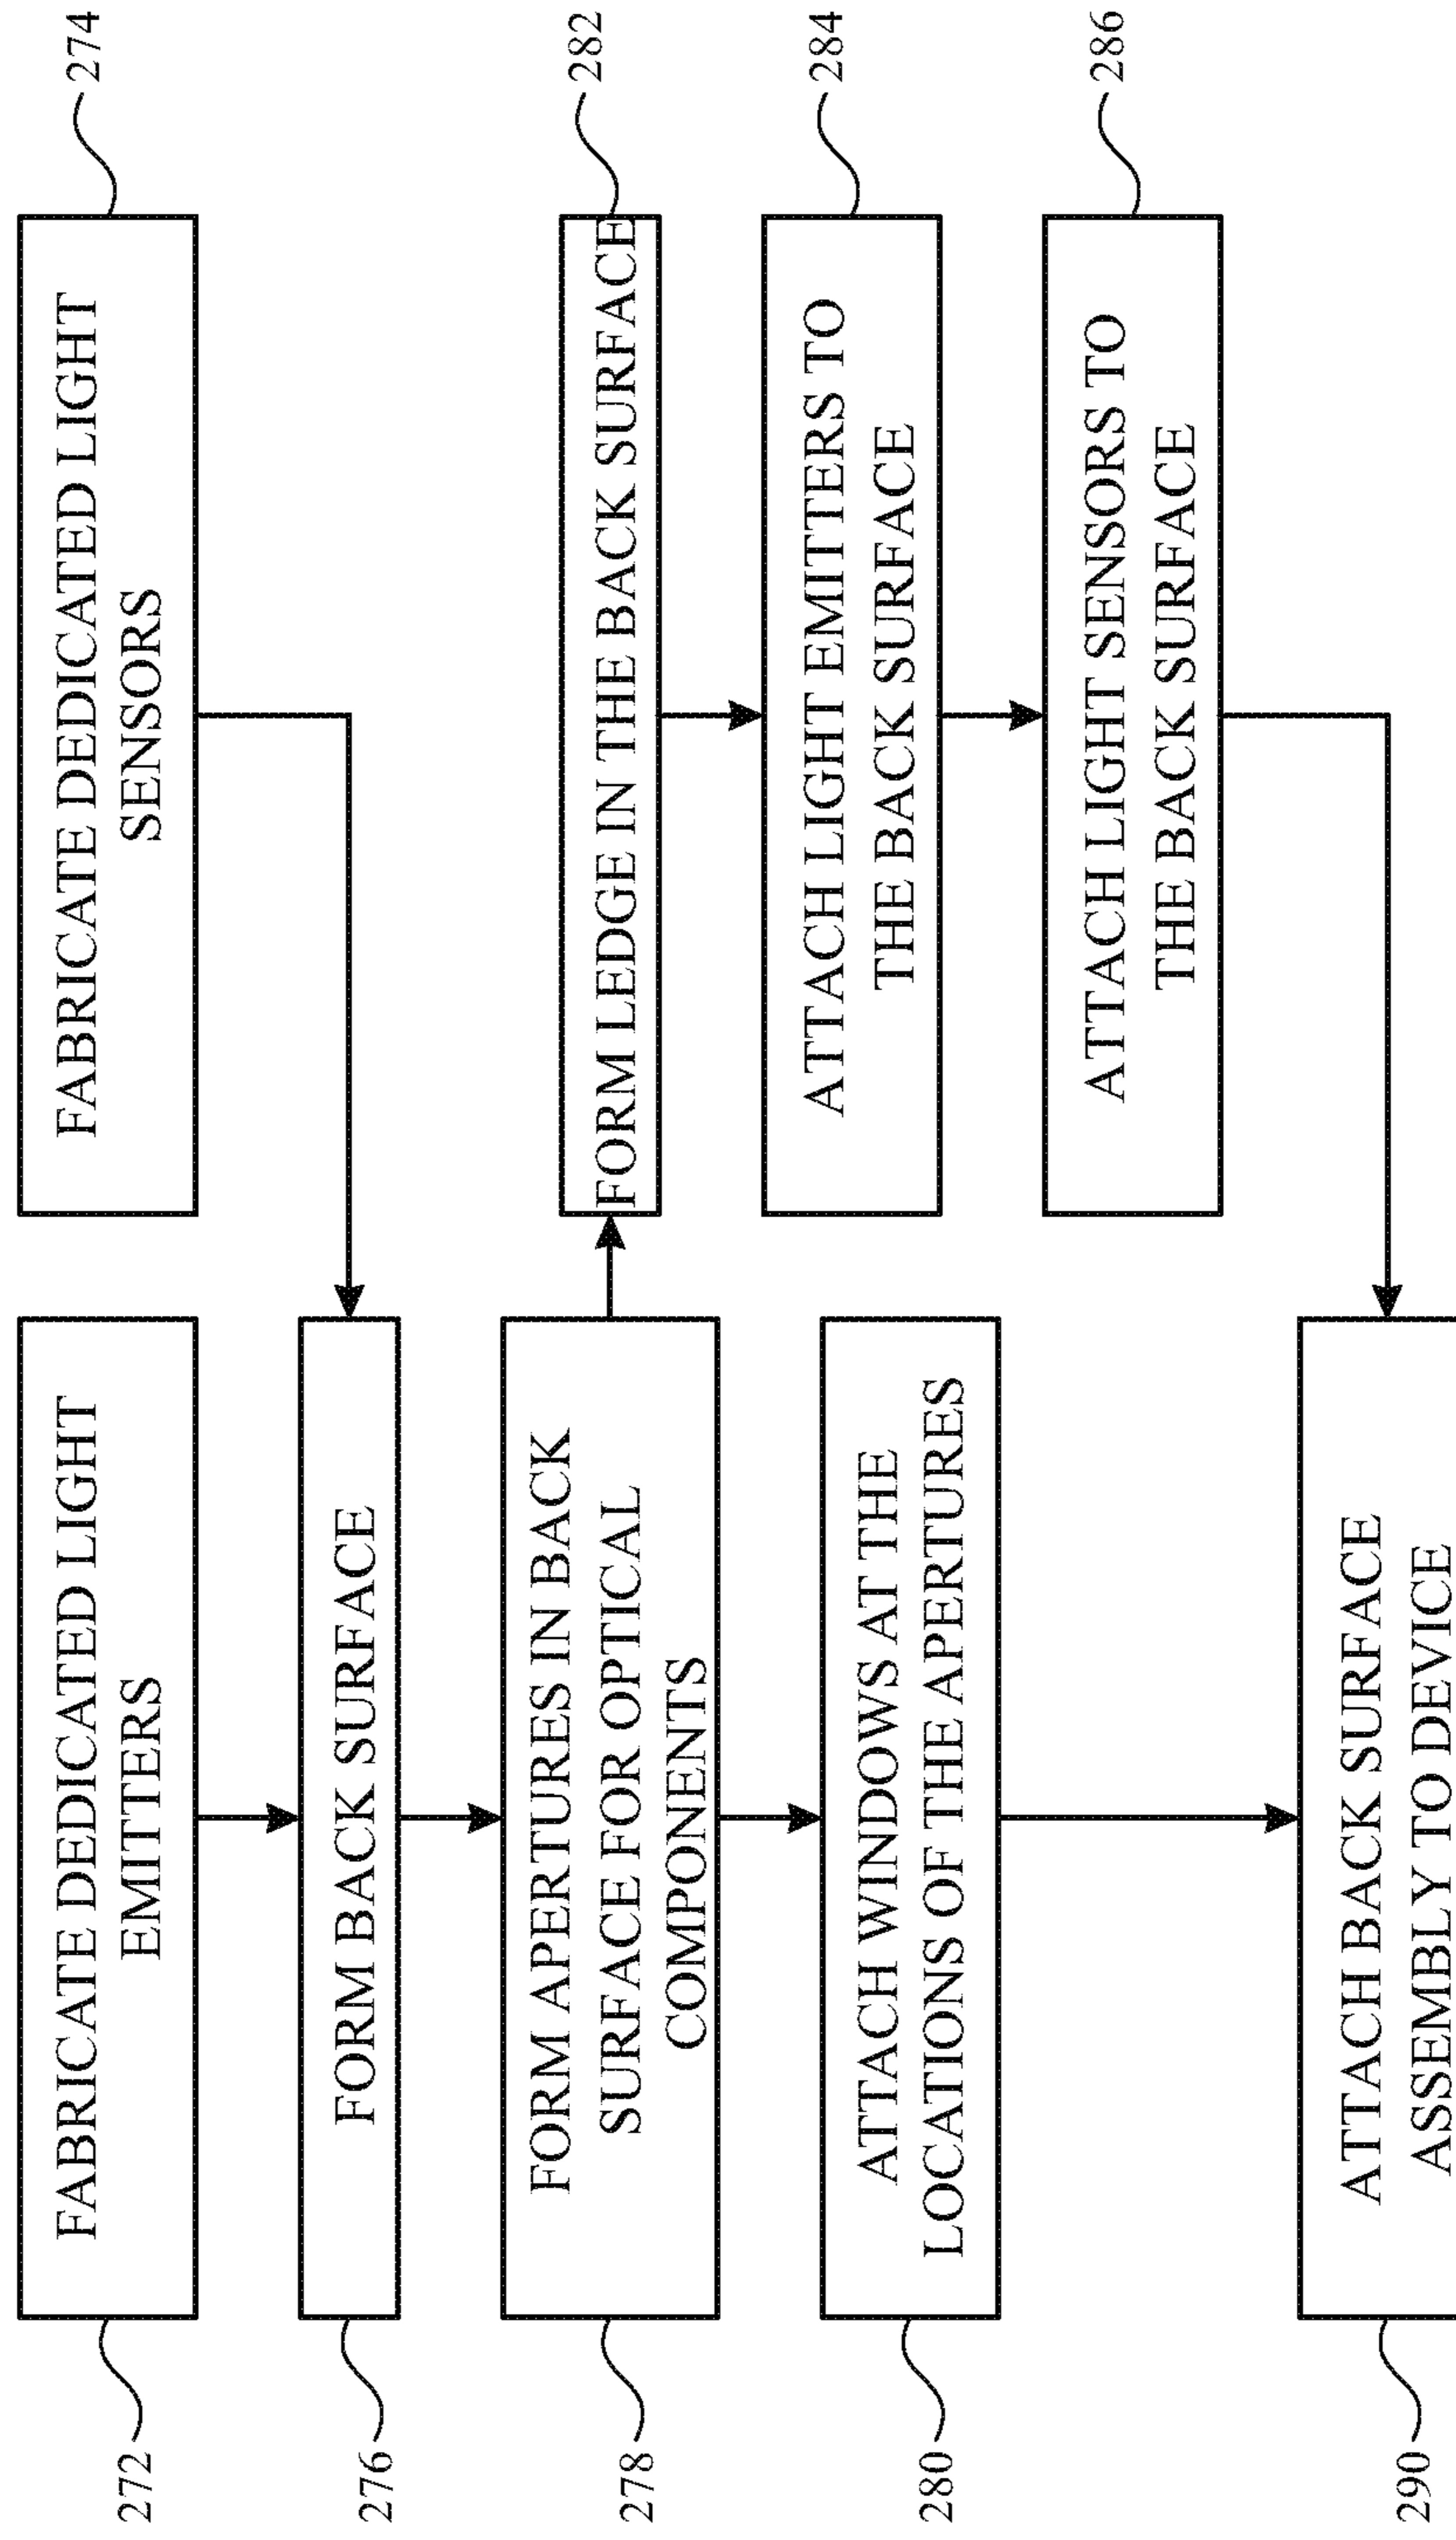 272
FABRICATE DEDICATED LIGHT
EMITTERS
FABRICATE DEDICATED LIGHT
SENSORS
274
276
FORM BACK SURFACE
278
FORM APERTURES IN BACK
SURFACE FOR OPTICAL
COMPONENTS
FORM LEDGE IN THE BACK SURFACE
282
280
ATTACH WINDOWS AT THE
LOCATIONS OF THE APERTURES
ATTACH LIGHT EMITTERS TO
THE BACK SURFACE
284
ATTACH LIGHT SENSORS TO
THE BACK SURFACE
286
290
ATTACH BACK SURFACE
ASSEMBLY TO DEVICE